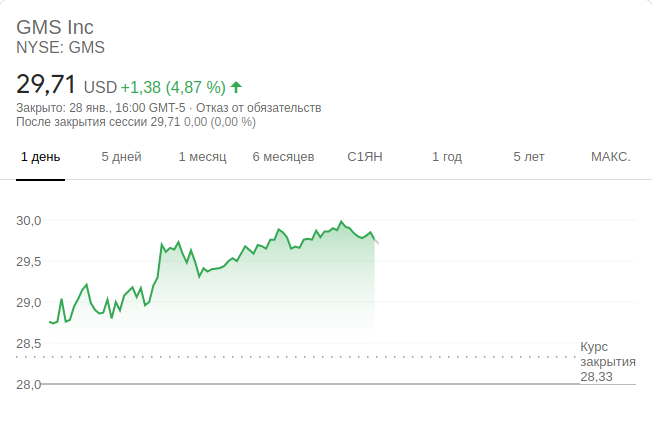 GMS Inc
NYSE: GMS
29,71 USD +1,38 (4,87 %)
Закрыто: 28 янв., 16:00 GMT-5 · Отказ от обязательств
После закрытия сессии 29,71 0,00 (0,00 %)
1 день 5 дней 1 месяц 6 месяцев С1ЯН 1 год 5 лет МАКС.
30,0
29,5
29,0
28,5
Курс
закрытия
28,33
28,0